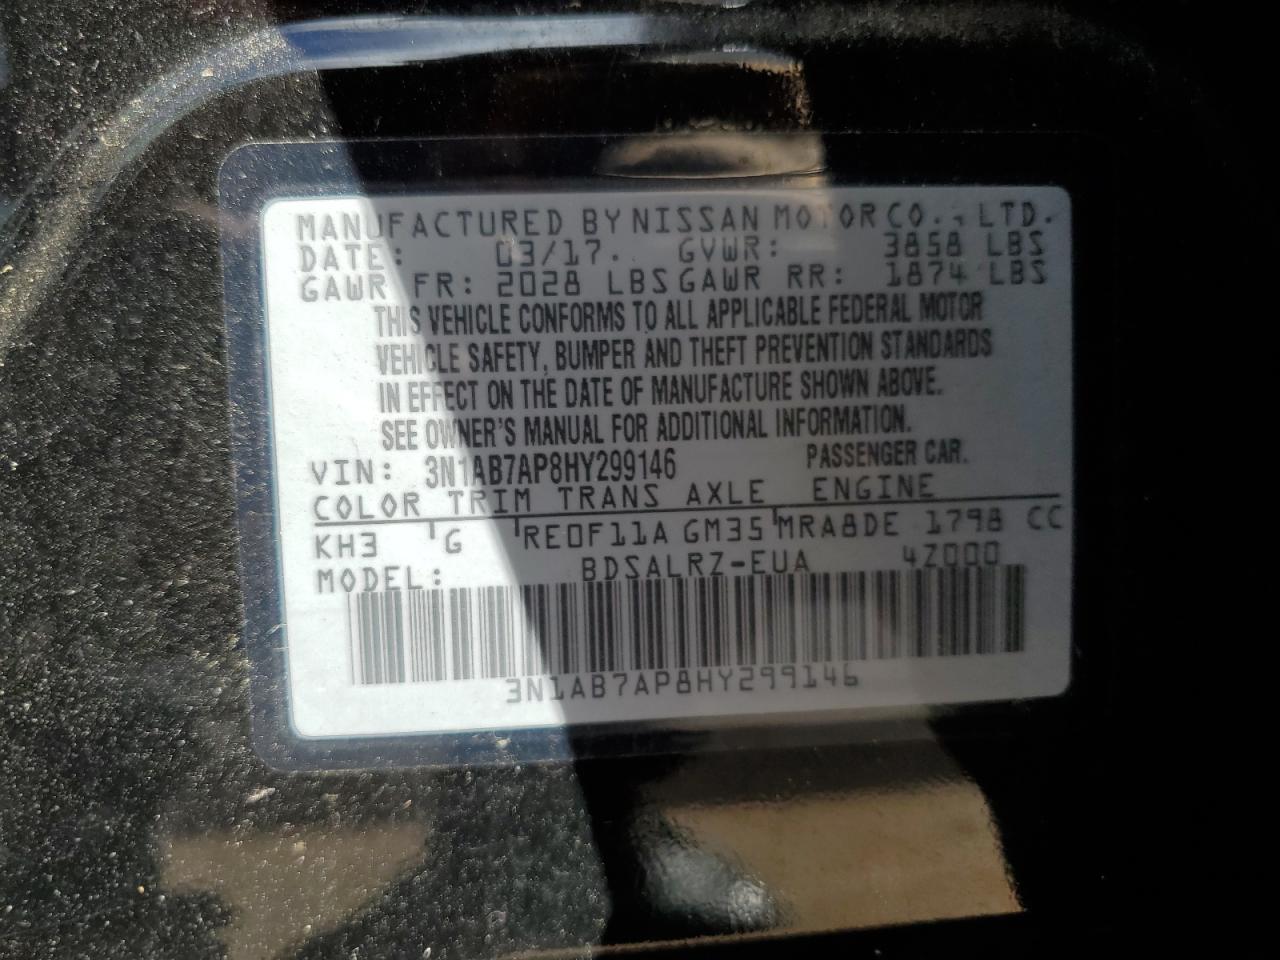 MANUFACTURED BY NISSAN MOTOR CO., LTD.
DATE: 03/17. GVWR: 3858 LBS
GAWR FR: 2028 LBS GAWR RR: 1874 LBS
THIS VEHICLE CONFORMS TO ALL APPLICABLE FEDERAL MOTOR
VEHICLE SAFETY, BUMPER AND THEFT PREVENTION STANDARDS
IN EFFECT ON THE DATE OF MANUFACTURE SHOWN ABOVE.
SEE OWNER'S MANUAL FOR ADDITIONAL INFORMATION.
VIN: 3N1AB7AP8HY299146 PASSENGER CAR.
COLOR TRIM TRANS AXLE ENGINE
KH3 G RE0F11A GM35 MRA8DE 1798 CC
MODEL: BDSALRZ-EUA 4Z000
3N1AB7AP8HY299146